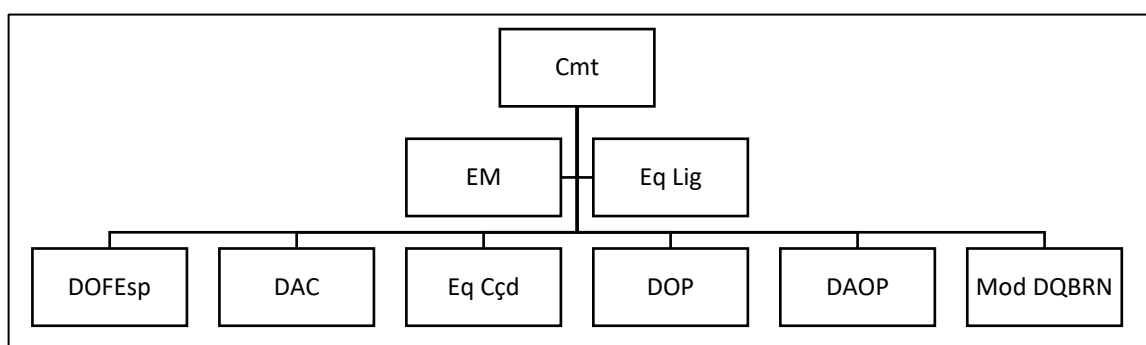 Cmt
EM
Eq Lig
DOFEsp
DAC
Eq Cçd
DOP
DAOP
Mod DQBRN